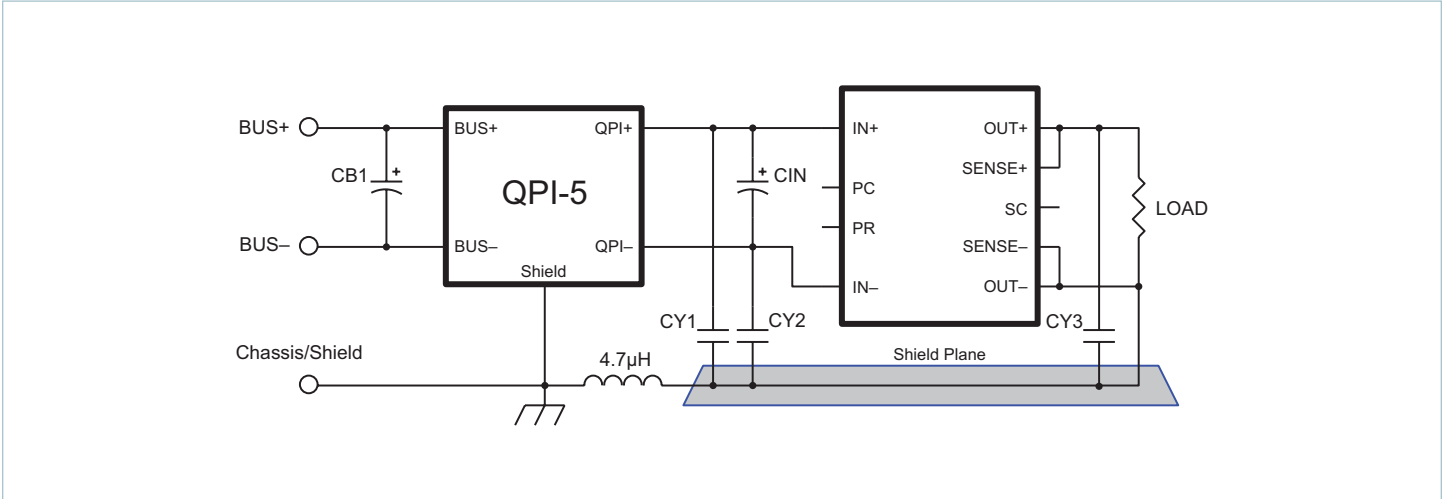 BUS+
BUS+
QPI+
IN+
OUT+
SENSE+
CB1
+
QPI-5
+
CIN
PC
SC
LOAD
PR
BUS–
BUS–
QPI–
SENSE–
Shield
IN–
OUT–
CY1
CY2
CY3
Chassis/Shield
4.7µH
Shield Plane